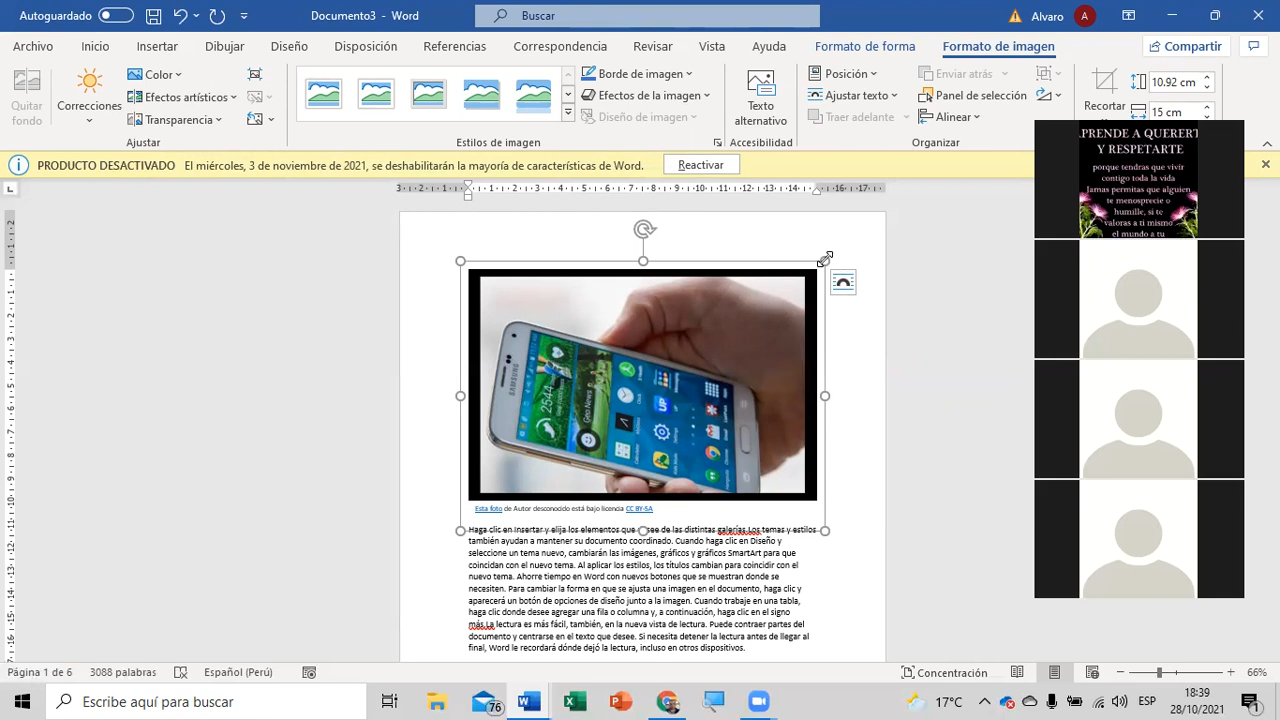 Autoguardado
Documento3 - Word
Buscar
Alvaro
A
Archivo
Inicio
Insertar
Dibujar
Diseño
Disposición
Referencias
Correspondencia
Revisar
Vista
Ayuda
Formato de forma
Formato de imagen
Compartir
Quitar fondo
Correcciones
Color
Efectos artísticos
Transparencia
Ajustar
Estilos de imagen
Borde de imagen
Efectos de la imagen
Diseño de imagen
Texto alternativo
Accesibilidad
Posición
Ajustar texto
Traer adelante
Enviar atrás
Panel de selección
Alinear
Organizar
Recortar
10.92 cm
15 cm
PRODUCTO DESACTIVADO El miércoles, 3 de noviembre de 2021, se deshabilitarán la mayoría de características de Word.
Reactivar
PRENDE A QUERERT
Y RESPETARTE
porque tendras que vivir
contigo toda la vida
Jamas permitas que alguien
te menosprecie o
humille, si te
valoras a ti mismo
el mundo a tu
SAMSUNG
2544
UP
Esta foto de Autor desconocido está bajo licencia CC BY-SA
Haga clic en Insertar y elija los elementos que desee de las distintas galerías.Los temas y estilos
también ayudan a mantener su documento coordinado. Cuando haga clic en Diseño y
seleccione un tema nuevo, cambiarán las imágenes, gráficos y gráficos SmartArt para que
coincidan con el nuevo tema. Al aplicar los estilos, los títulos cambian para coincidir con el
nuevo tema. Ahorre tiempo en Word con nuevos botones que se muestran donde se
necesiten. Para cambiar la forma en que se ajusta una imagen en el documento, haga clic y
aparecerá un botón de opciones de diseño junto a la imagen. Cuando trabaje en una tabla,
haga clic donde desee agregar una fila o columna y, a continuación, haga clic en el signo
más.La lectura es más fácil, también, en la nueva vista de lectura. Puede contraer partes del
documento y centrarse en el texto que desee. Si necesita detener la lectura antes de llegar al
final, Word le recordará dónde dejó la lectura, incluso en otros dispositivos.
Página 1 de 6
3088 palabras
Español (Perú)
Concentración
66%
Escribe aquí para buscar
76
17°C
ESP
18:39
28/10/2021
1